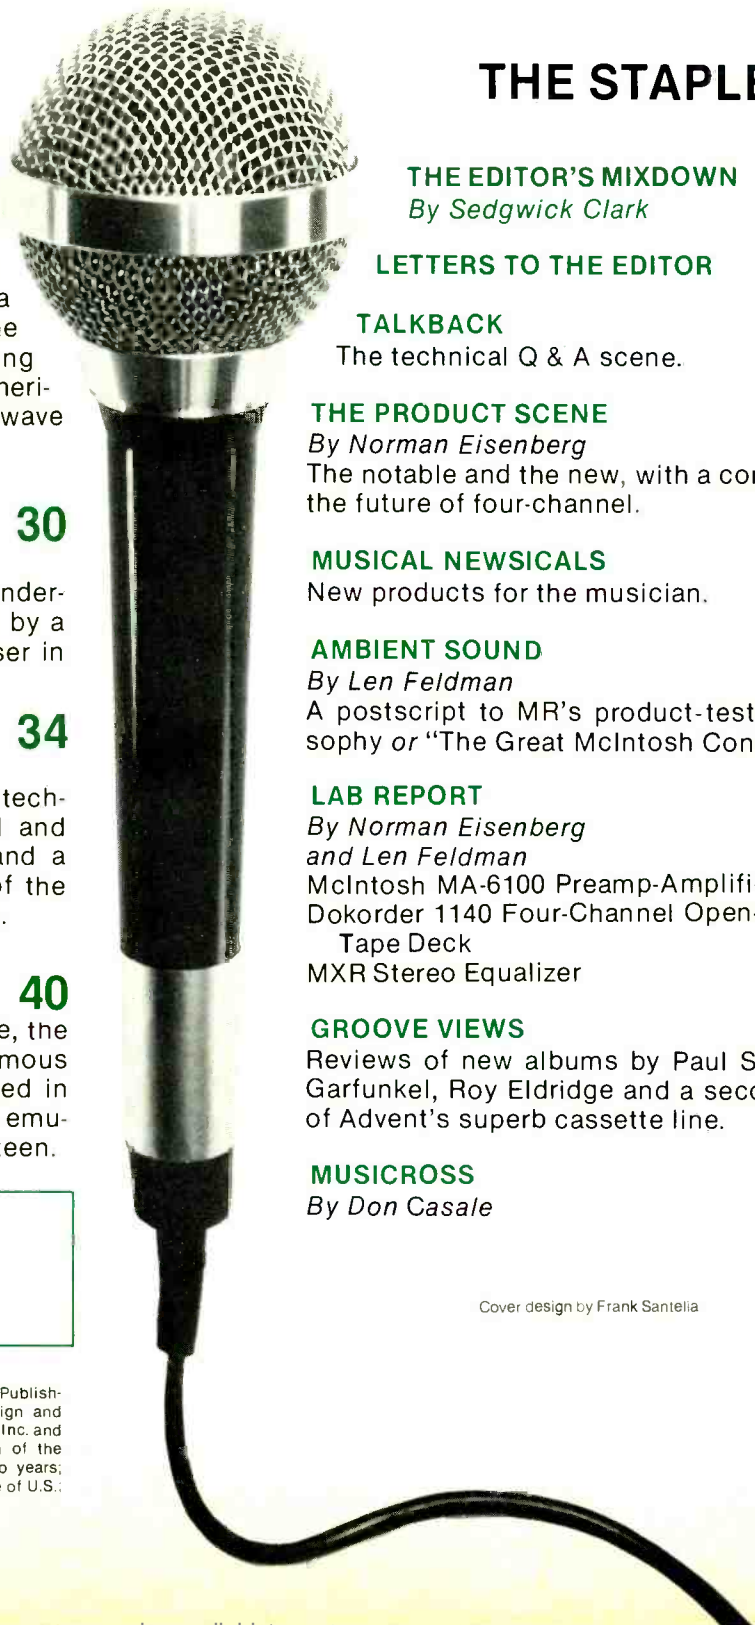 a
ng
wave
30
by a
ser in
34
tech-
and
and a
of the
.
40
e, the
mous
ed in
emu-
teen.
Publish-
ign and
Inc. and
of the
o years;
of U.S.:
THE STAPLE
THE EDITOR'S MIXDOWN
By Sedgwick Clark
LETTERS TO THE EDITOR
TALKBACK
The technical Q & A scene.
THE PRODUCT SCENE
By Norman Eisenberg
The notable and the new, with a co
the future of four-channel.
MUSICAL NEWSICALS
New products for the musician.
AMBIENT SOUND
By Len Feldman
A postscript to MR's product-test
sophy or "The Great McIntosh Con
LAB REPORT
By Norman Eisenberg
and Len Feldman
McIntosh MA-6100 Preamp-Amplifi
Dokorder 1140 Four-Channel Open-
Tape Deck
MXR Stereo Equalizer
GROOVE VIEWS
Reviews of new albums by Paul S
Garfunkel, Roy Eldridge and a seco
of Advent's superb cassette line.
MUSICROSS
By Don Casale
Cover design by Frank Santelia